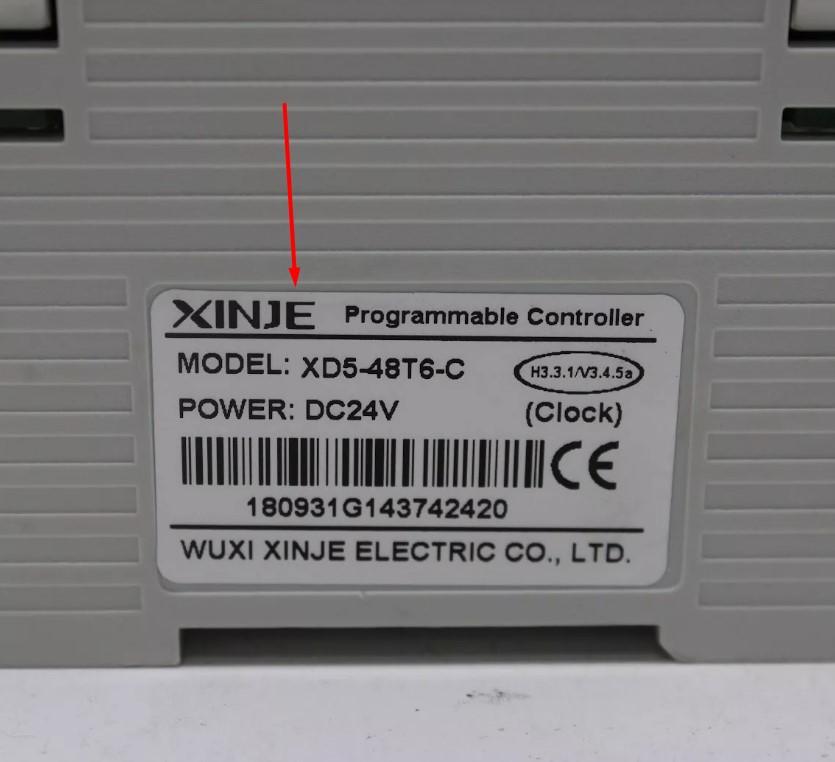 XINJE Programmable Controller
MODEL: XD5-48T6-C H3.3.1/V3.4.5a
POWER: DC24V (Clock)
CE
180931G143742420
WUXI XINJE ELECTRIC CO., LTD.